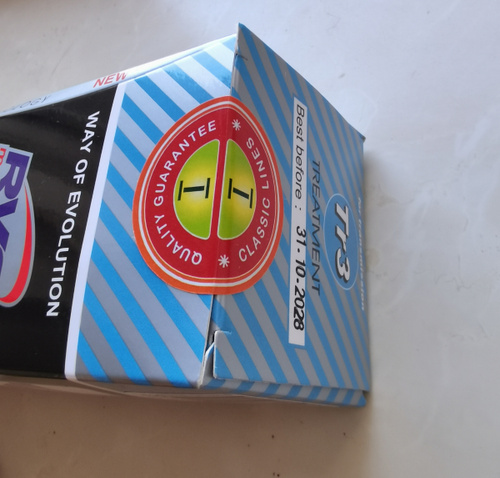 NEW
WAY OF EVOLUTION
QUALITY GUARANTEE
CLASSIC LINES
I I
TT3
TREATMENT
Best before : 31 - 10 - 2028